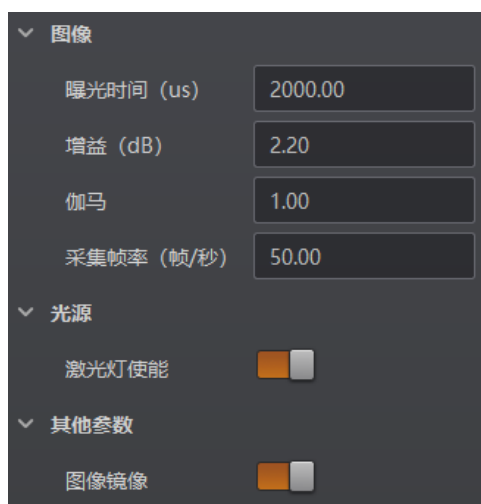 图像
曝光时间（us） 2000.00
增益（dB） 2.20
伽马 1.00
采集帧率（帧/秒） 50.00
光源
激光灯使能
其他参数
图像镜像